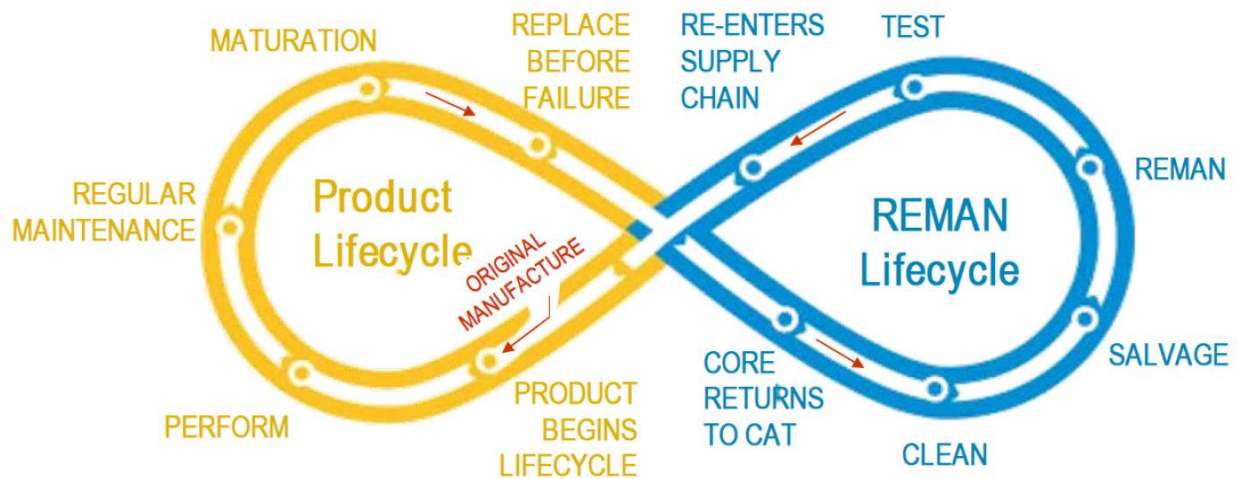 MATURATION
REPLACE
BEFORE
FAILURE
RE-ENTERS
SUPPLY
CHAIN
TEST
REGULAR
MAINTENANCE
Product
Lifecycle
ORIGINAL
MANUFACTURE
REMAN
Lifecycle
REMAN
PERFORM
PRODUCT
BEGINS
LIFECYCLE
CORE
RETURNS
TO CAT
CLEAN
SALVAGE